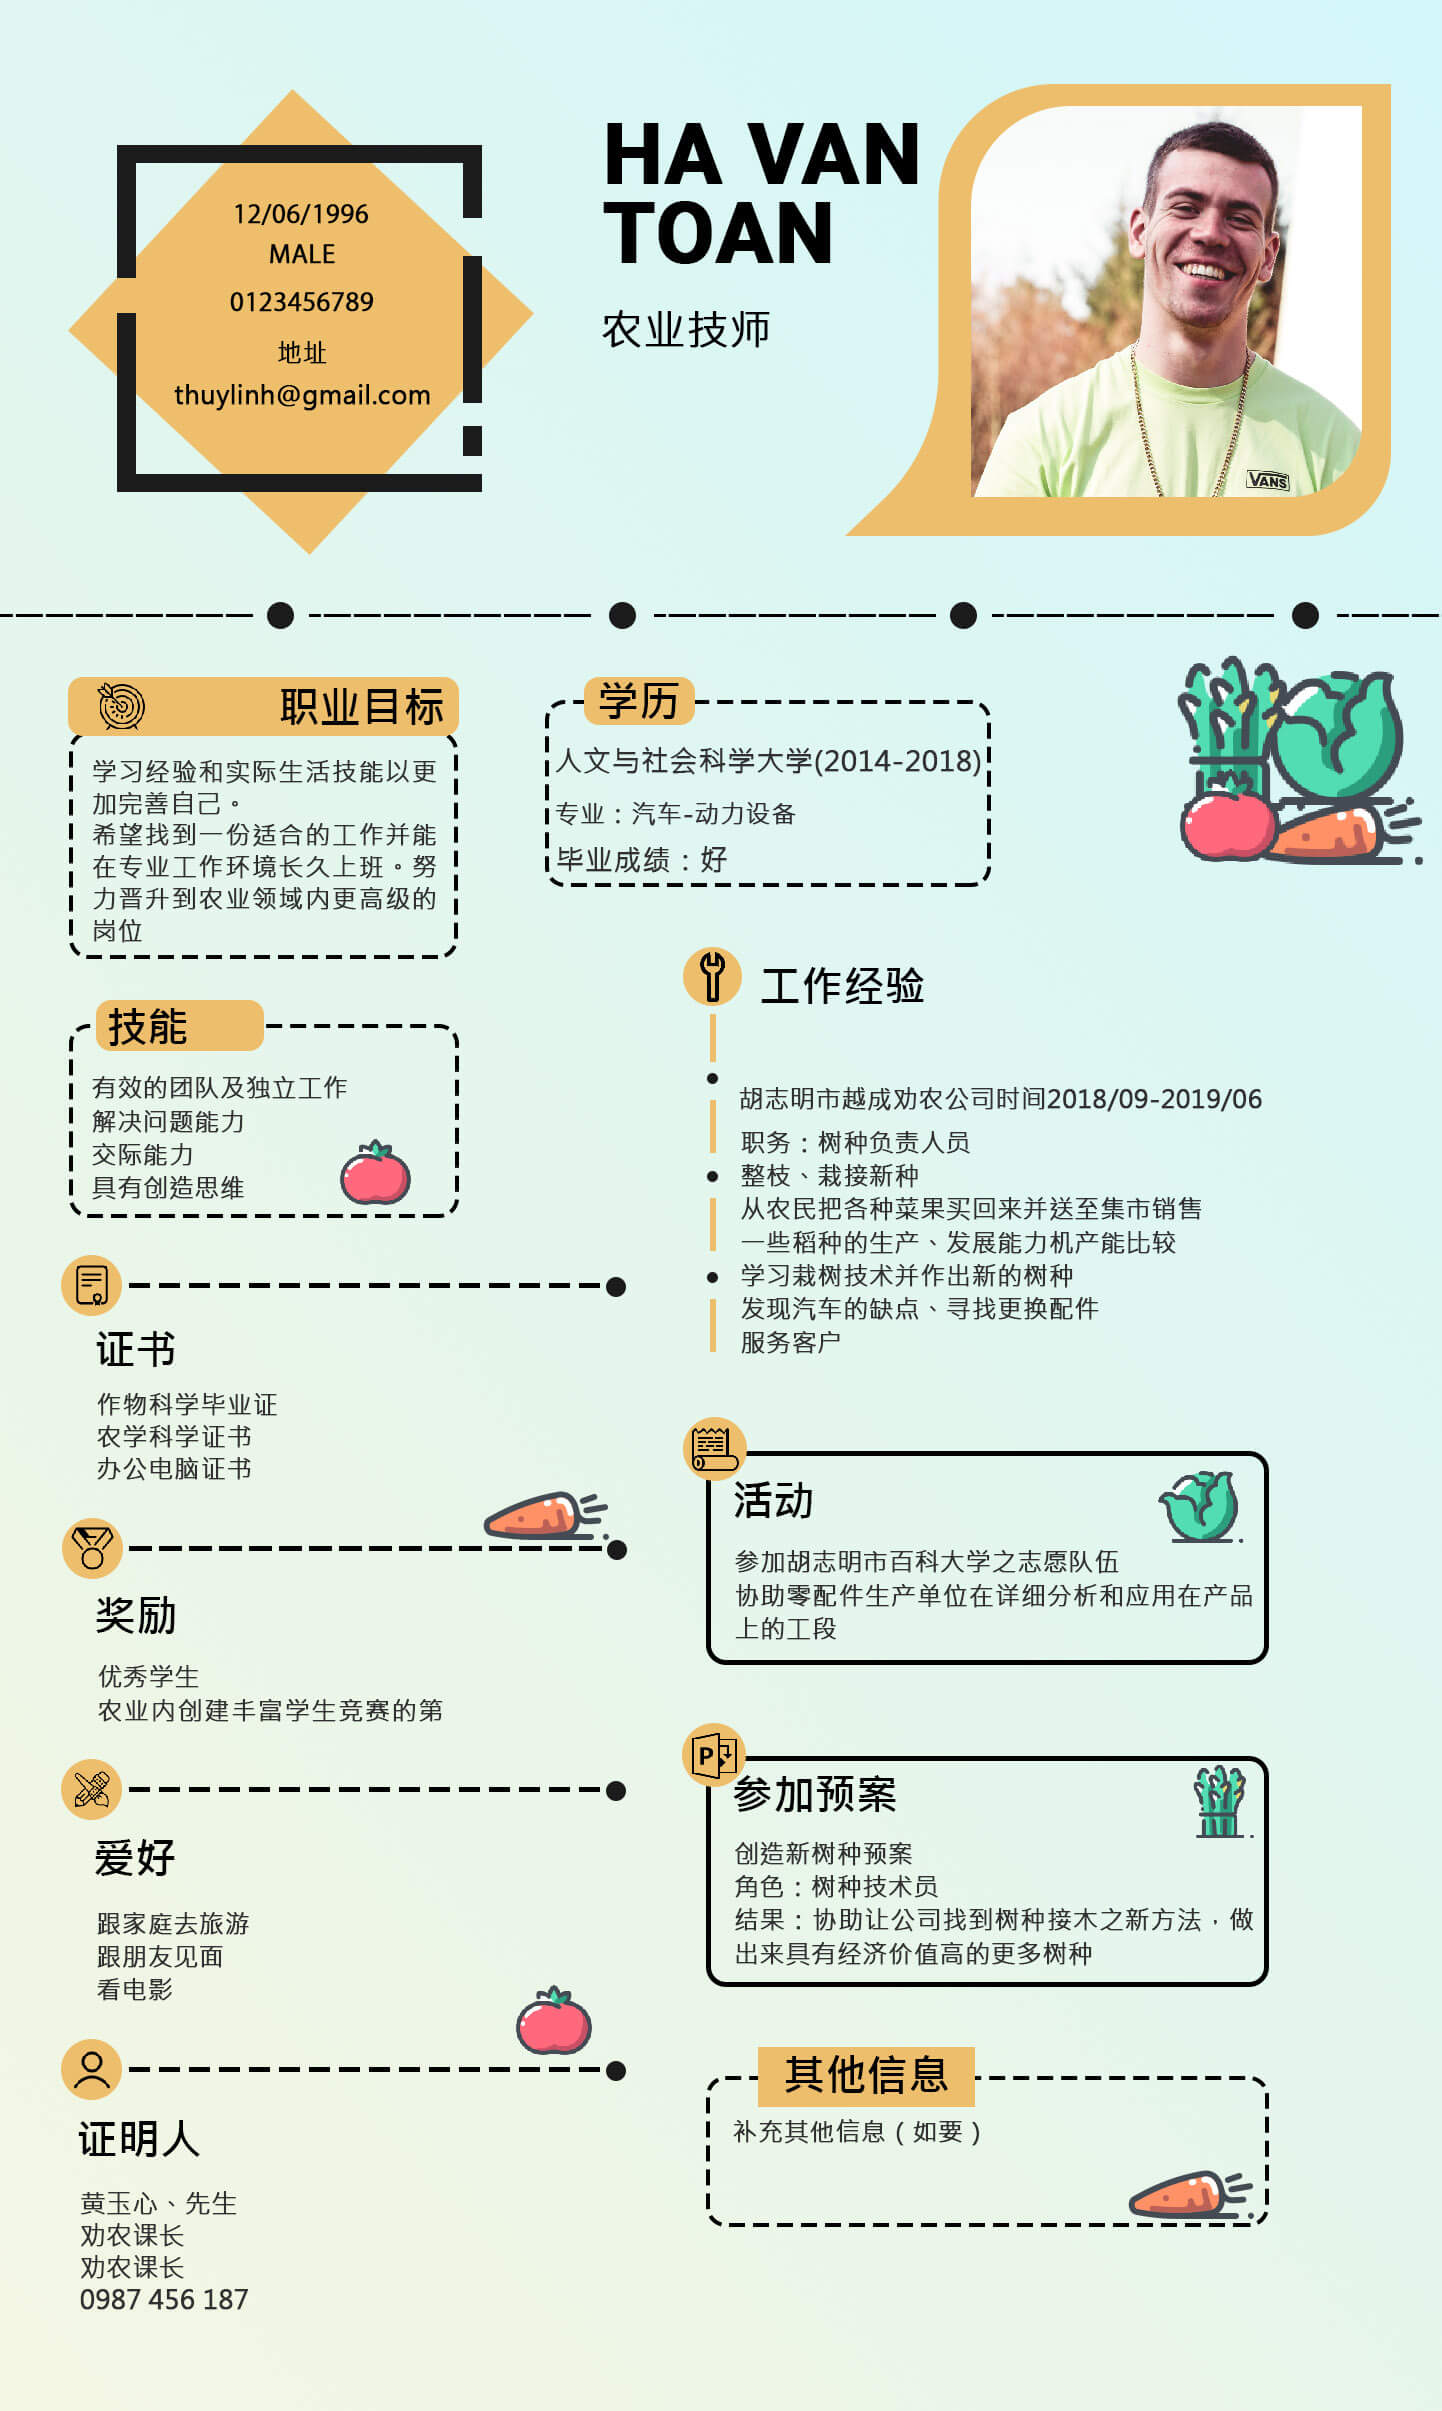 12/06/1996
MALE
0123456789
地址
thuylinh@gmail.com
HA VAN
TOAN
农业技师
VANS
职业目标
学习经验和实际生活技能以更
加完善自己。
希望找到一份适合的工作并能
在专业工作环境长久上班。努
力晋升到农业领域内更高级的
岗位
学历
人文与社会科学大学(2014-2018)
专业：汽车-动力设备
毕业成绩：好
技能
有效的团队及独立工作
解决问题能力
交际能力
具有创造思维
工作经验
胡志明市越成劝农公司时间2018/09-2019/06
职务：树种负责人员
整枝、栽接新种
从农民把各种菜果买回来并送至集市销售
一些稻种的生产、发展能力机产能比较
学习栽树技术并作出新的树种
发现汽车的缺点、寻找更换配件
服务客户
证书
作物科学毕业证
农学科学证书
办公电脑证书
奖励
优秀学生
农业内创建丰富学生竞赛的第
爱好
跟家庭去旅游
跟朋友见面
看电影
证明人
黄玉心、先生
劝农课长
劝农课长
0987 456 187
活动
参加胡志明市百科大学之志愿队伍
协助零配件生产单位在详细分析和应用在产品
上的工段
P
参加预案
创造新树种预案
角色：树种技术员
结果：协助让公司找到树种接木之新方法，做
出来具有经济价值高的更多树种
其他信息
补充其他信息（如要）